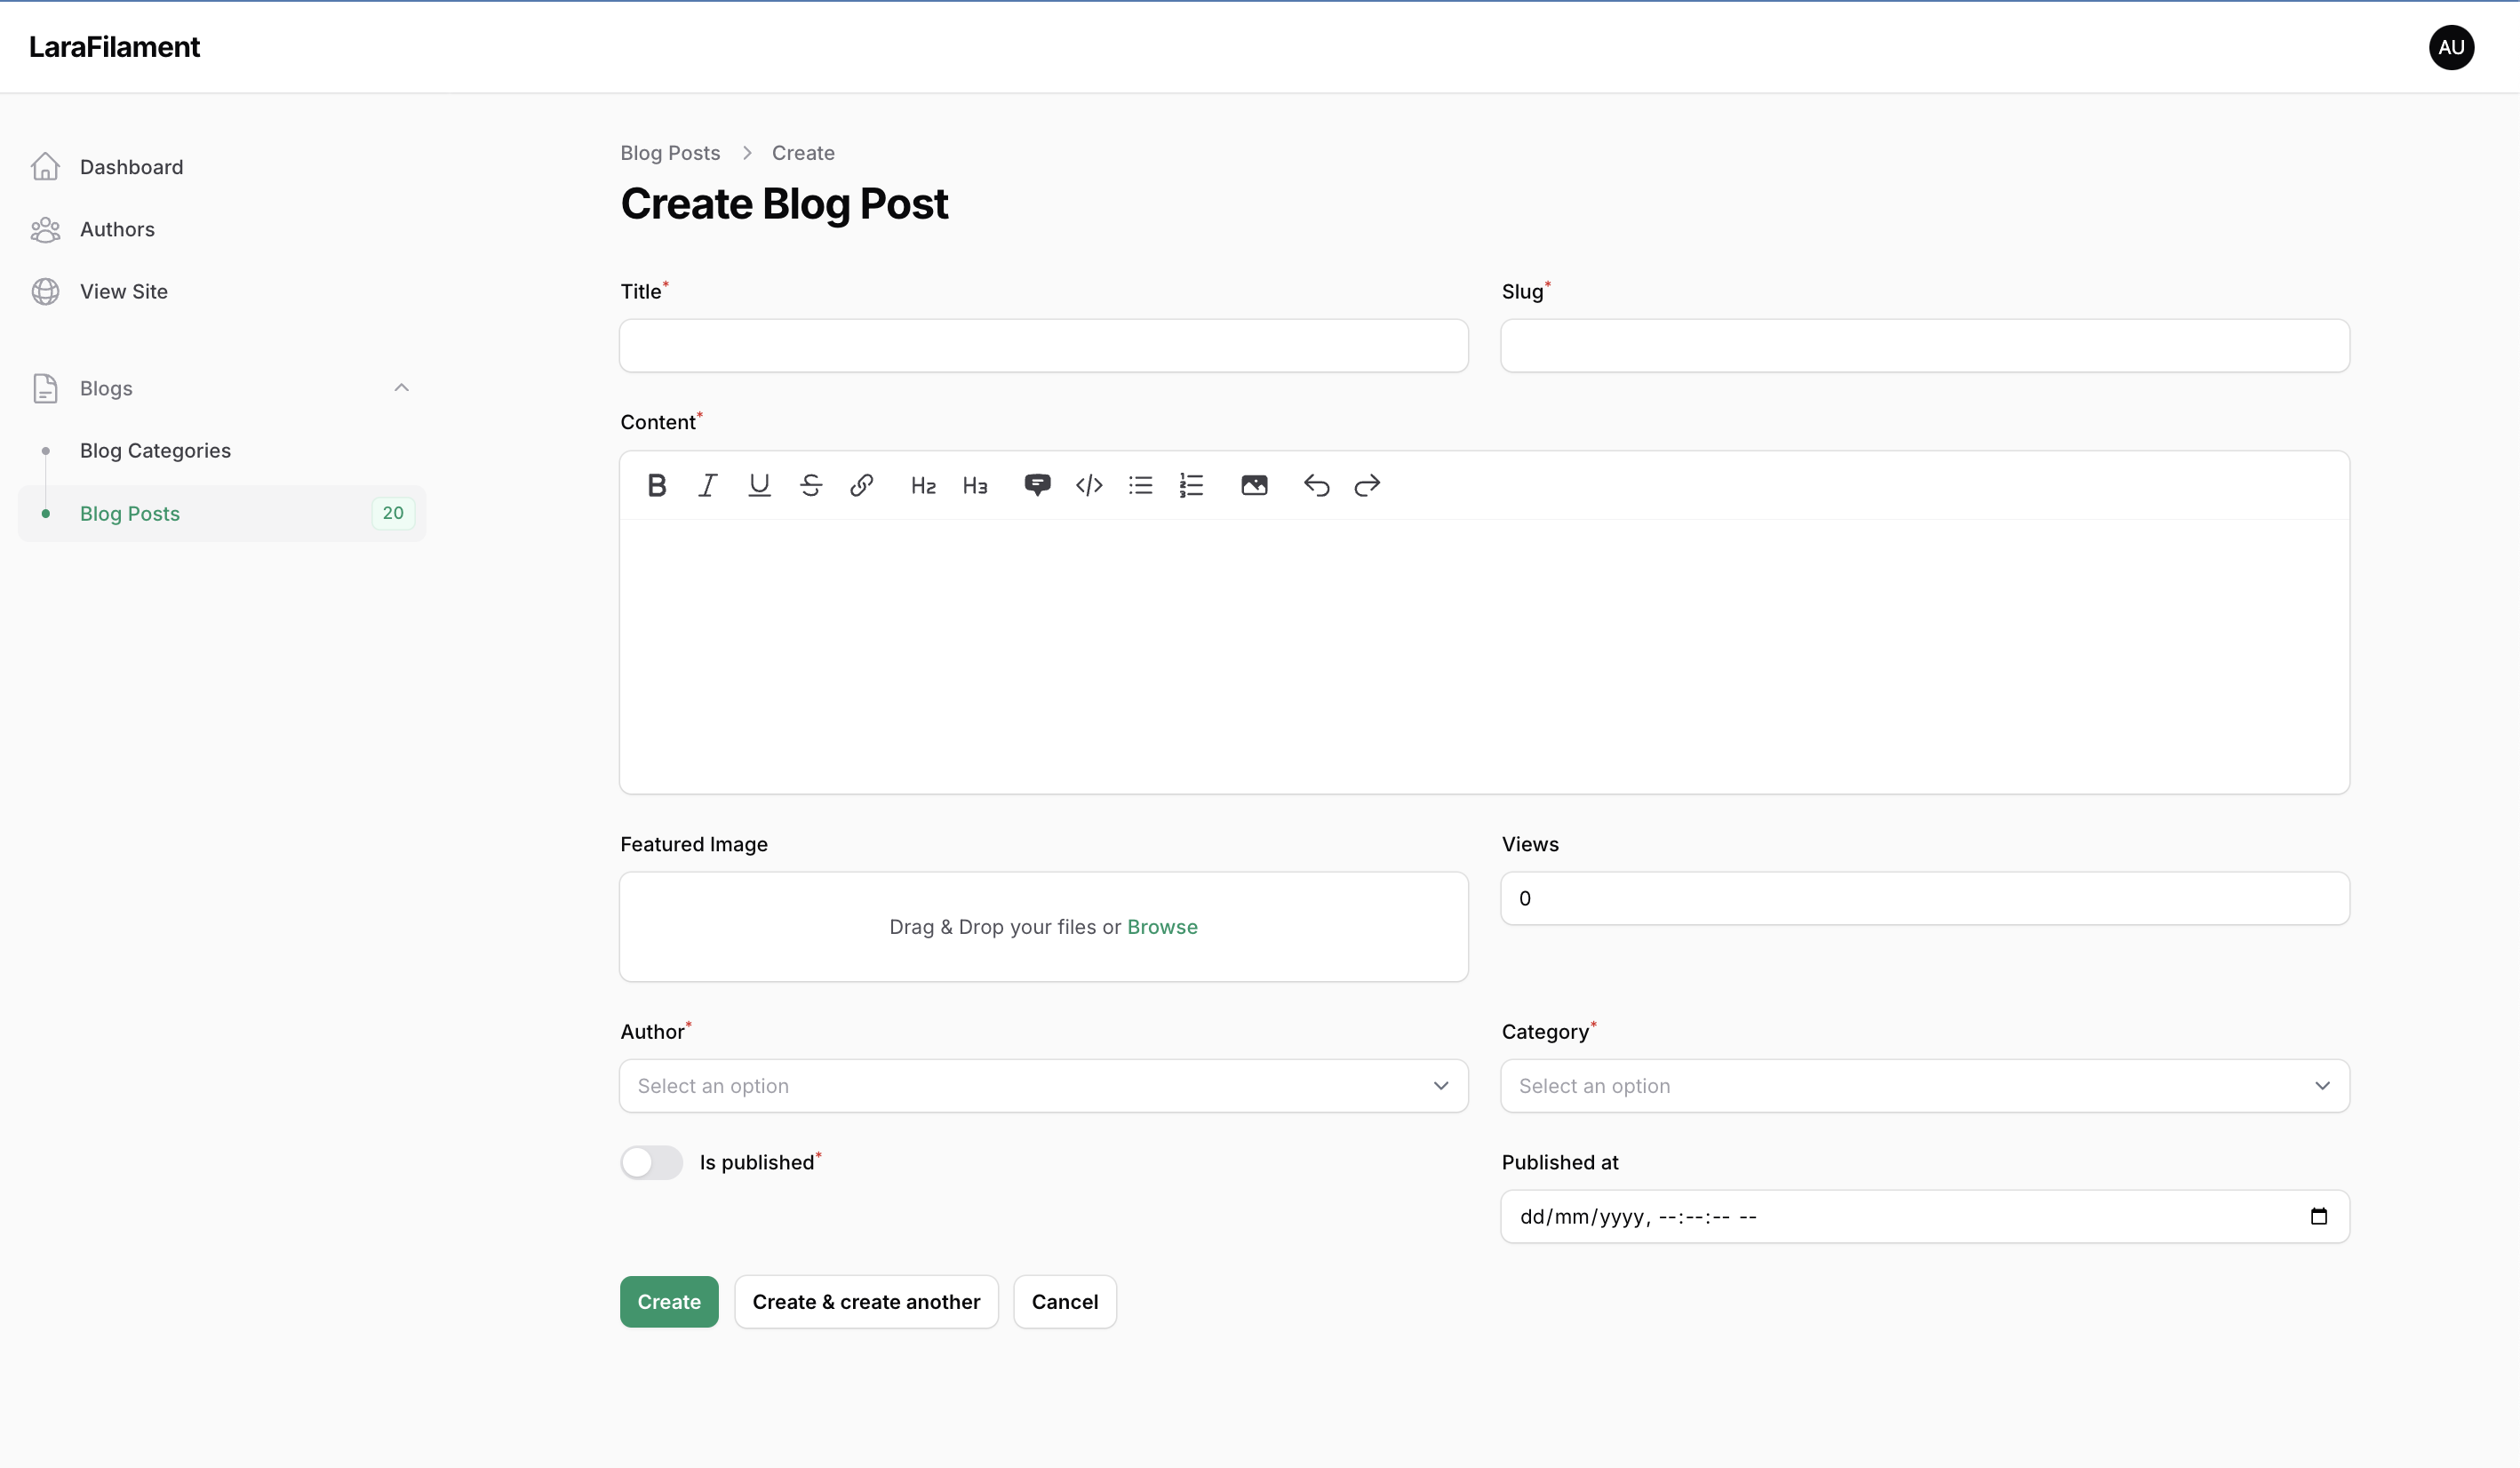 LaraFilament
AU
Dashboard
Authors
View Site
Blogs
Blog Categories
Blog Posts 20
Blog Posts > Create
Create Blog Post
Title* Slug*
Content*
B I U S H2 H3 </>
Featured Image Views
Drag & Drop your files or Browse
0
Author* Category*
Select an option Select an option
Is published* Published at
dd/mm/yyyy, --:--:-- --
Create Create & create another Cancel